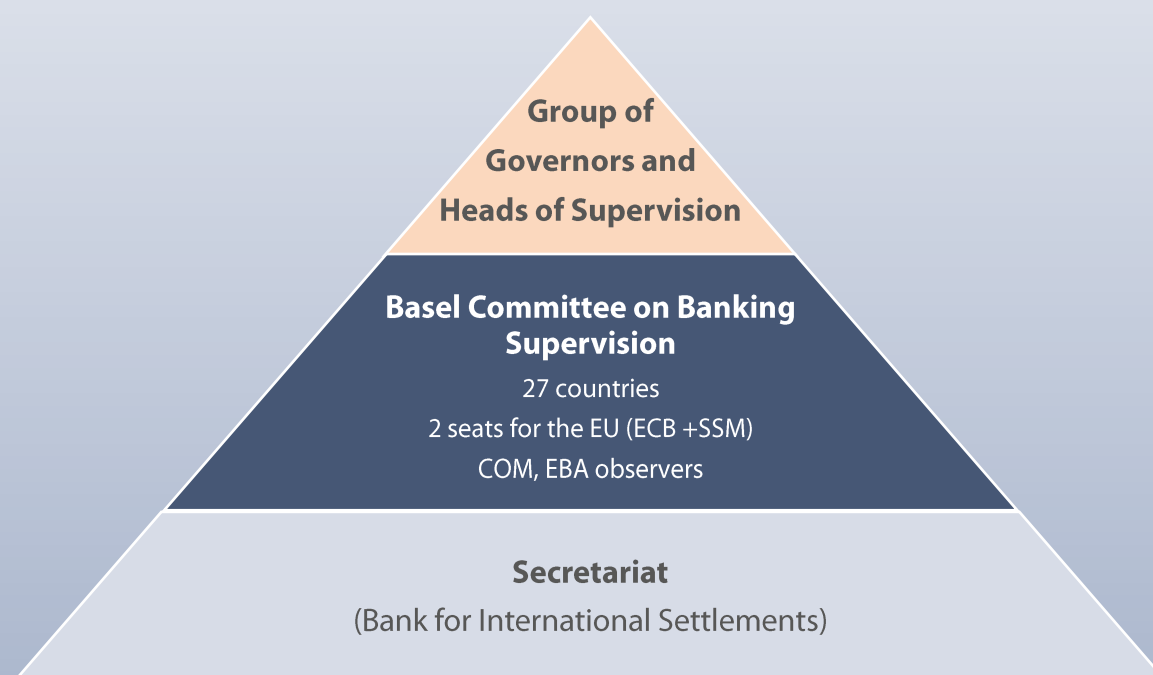 Group of
Governors and
Heads of Supervision
Basel Committee on Banking
Supervision
27 countries
2 seats for the EU (ECB +SSM)
COM, EBA observers
Secretariat
(Bank for International Settlements)